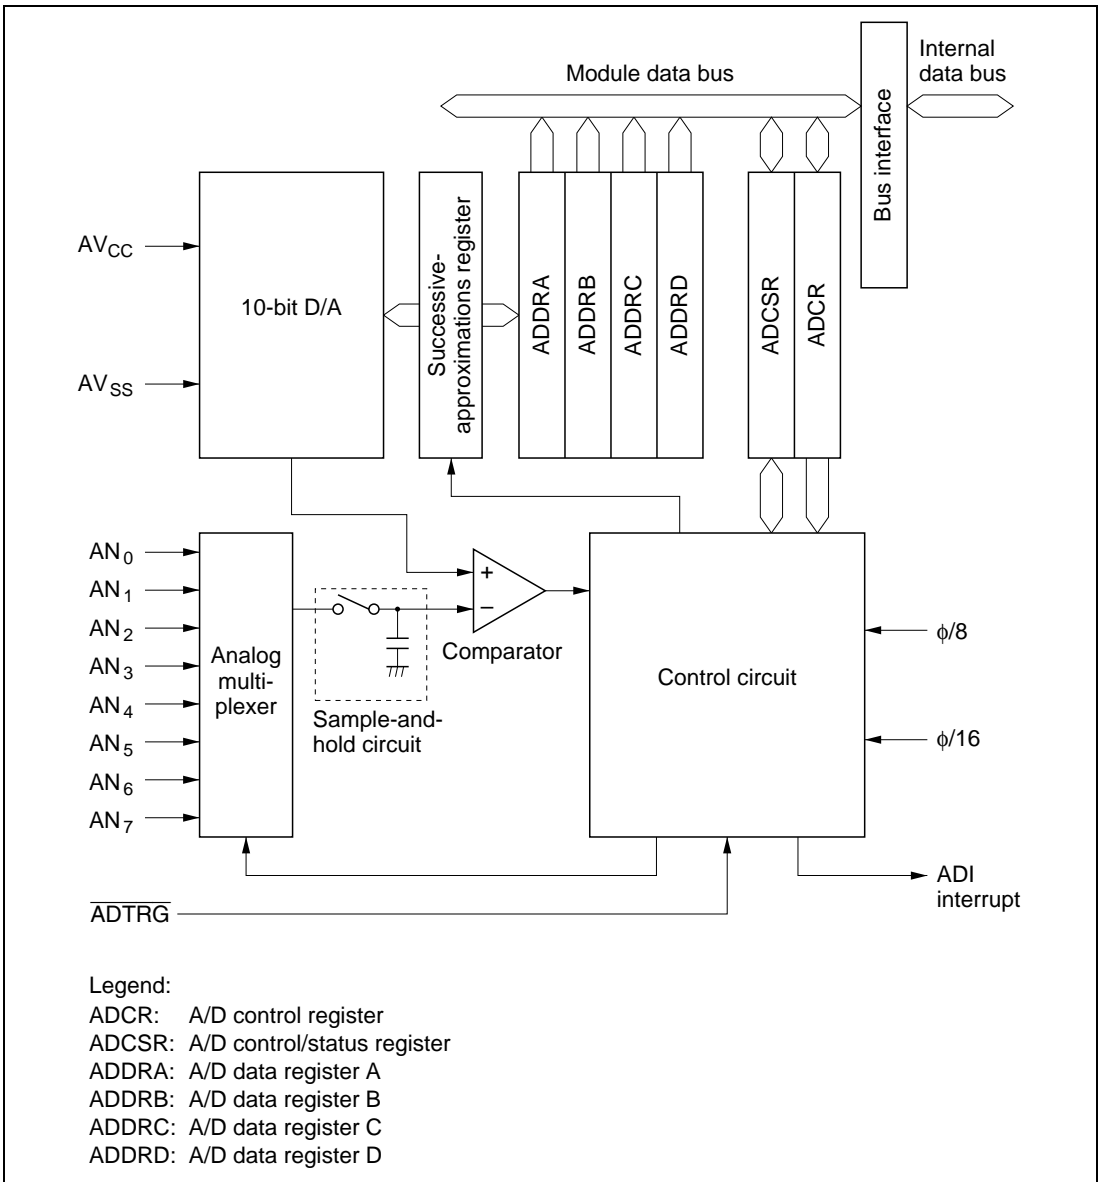 Module data bus
Internal
data bus
Bus interface
AVCC
AVSS
10-bit D/A
Successive-
approximations register
ADDRA
ADDRB
ADDRC
ADDRD
ADCSR
ADCR
AN0
AN1
AN2
AN3
AN4
AN5
AN6
AN7
Analog
multi-
plexer
Sample-and-
hold circuit
+
−
Comparator
Control circuit
ϕ/8
ϕ/16
ADI
interrupt
ADTRG
Legend:
ADCR: A/D control register
ADCSR: A/D control/status register
ADDRA: A/D data register A
ADDRB: A/D data register B
ADDRC: A/D data register C
ADDRD: A/D data register D